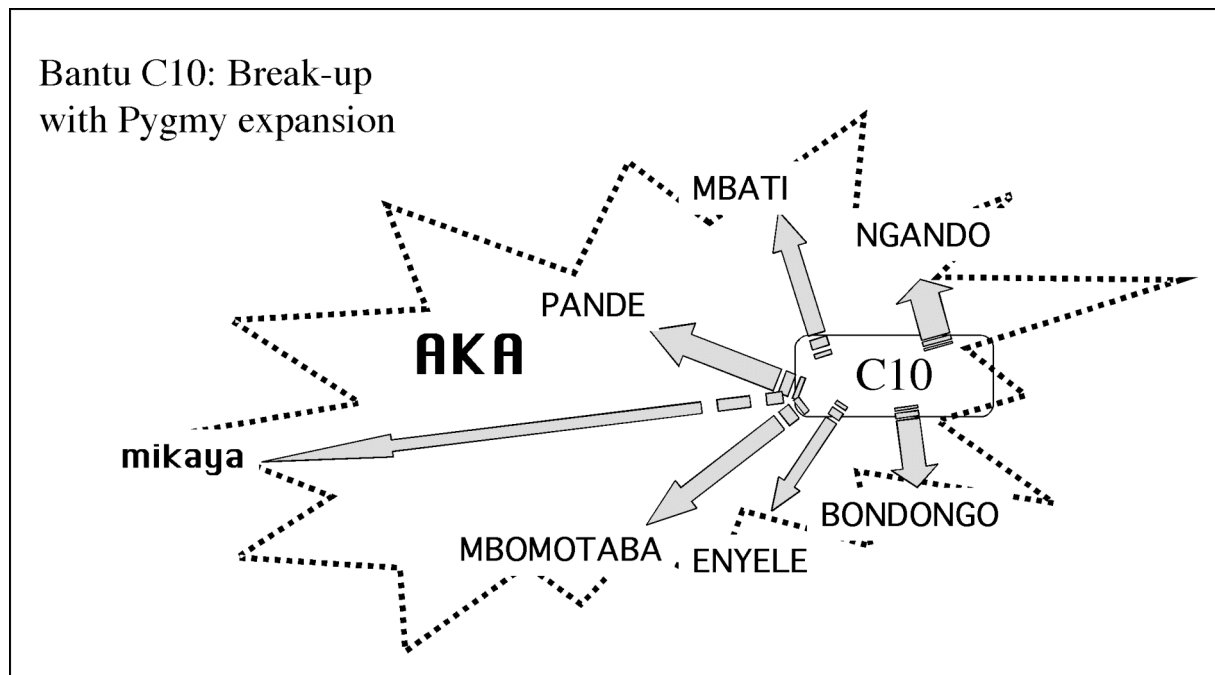 Bantu C10: Break-up
with Pygmy expansion
MBATI
NGANDO
PANDE
AKA
C10
mikaya
BONDONGO
MBOMOTABA
ENYELE